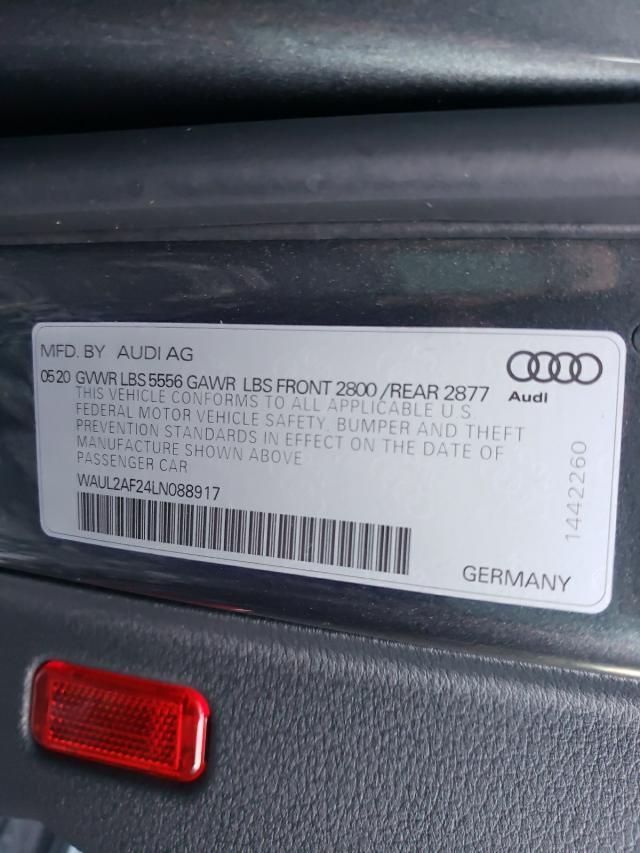 MFD. BY AUDI AG
Audi
05 20 GVWR LBS 5556 GAWR LBS FRONT 2800 /REAR 2877
THIS VEHICLE CONFORMS TO ALL APPLICABLE U.S.
FEDERAL MOTOR VEHICLE SAFETY, BUMPER AND THEFT
PREVENTION STANDARDS IN EFFECT ON THE DATE OF
MANUFACTURE SHOWN ABOVE
PASSENGER CAR
WAUL2AF24LN088917
1442260
GERMANY